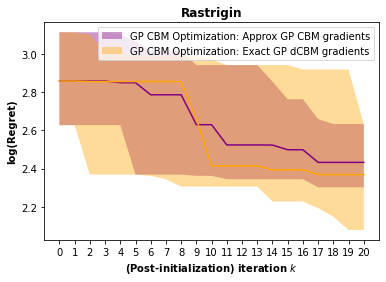 Rastrigin
GP CBM Optimization: Approx GP CBM gradients
GP CBM Optimization: Exact GP dCBM gradients
log(Regret)
3.0
2.8
2.6
2.4
2.2
0 1 2 3 4 5 6 7 8 9 10 11 12 13 14 15 16 17 18 19 20
(Post-initialization) iteration k